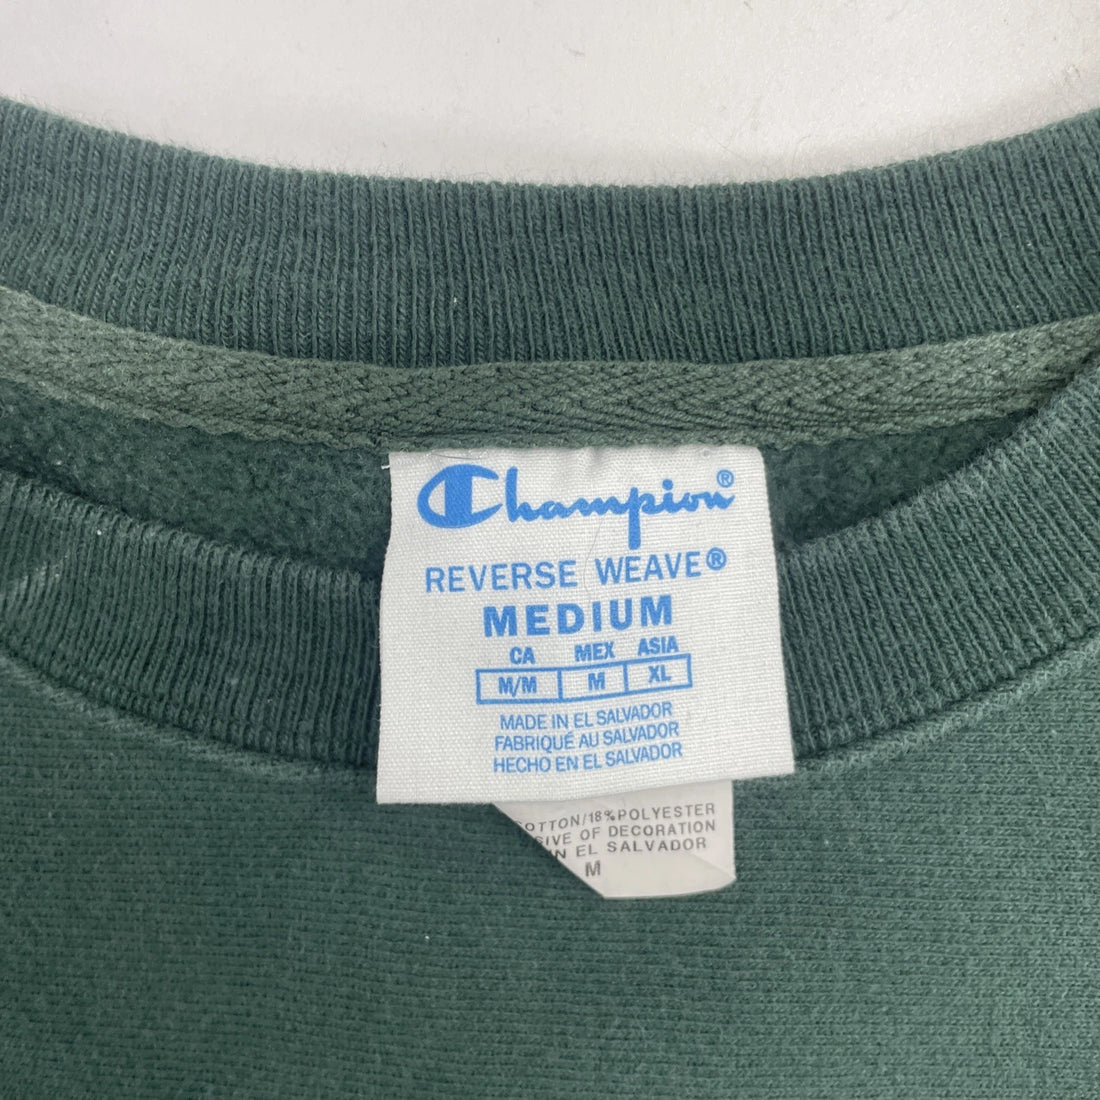 Champion®
REVERSE WEAVE®
MEDIUM
CA MEX ASIA
M/M M XL
MADE IN EL SALVADOR
FABRIQUÉ AU SALVADOR
HECHO EN EL SALVADOR
OTTON/18%POLYESTER
SIVE OF DECORATION
IN EL SALVADOR
M